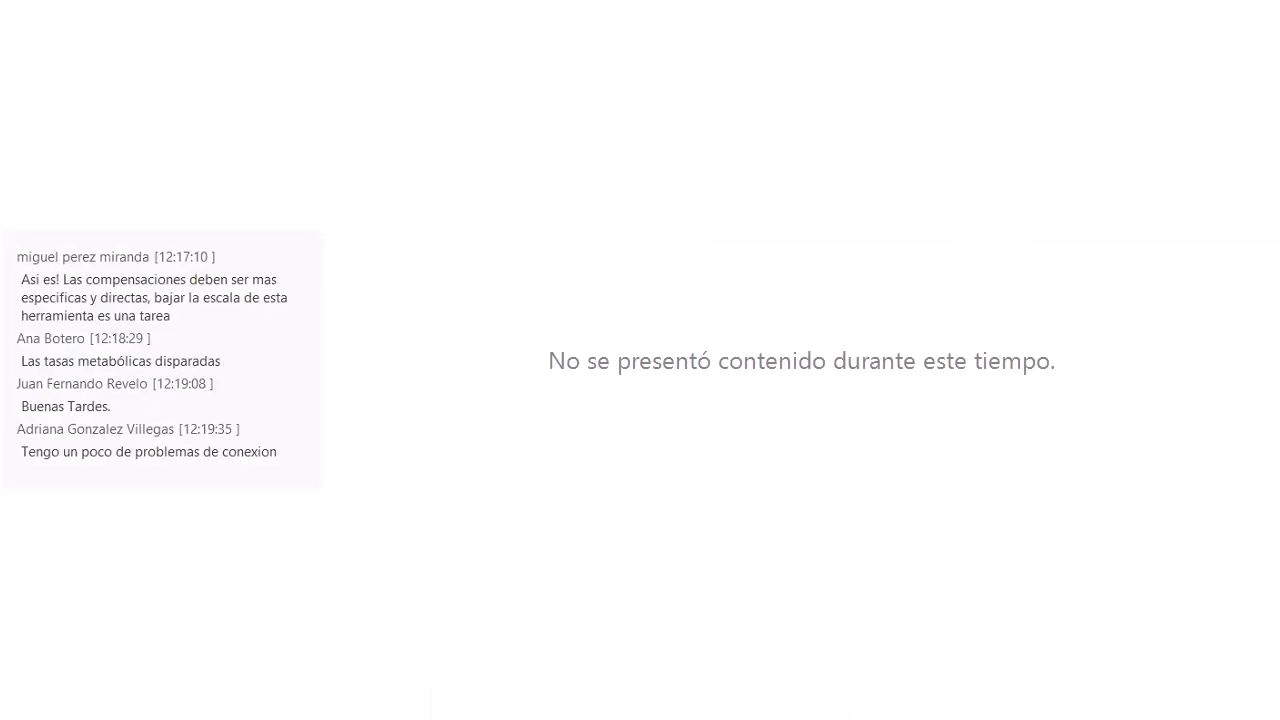 miguel perez miranda [12:17:10 ]
Asi es! Las compensaciones deben ser mas
especificas y directas, bajar la escala de esta
herramienta es una tarea
Ana Botero [12:18:29 ]
Las tasas metabólicas disparadas
Juan Fernando Revelo [12:19:08 ]
Buenas Tardes.
Adriana Gonzalez Villegas [12:19:35 ]
Tengo un poco de problemas de conexion
No se presentó contenido durante este tiempo.